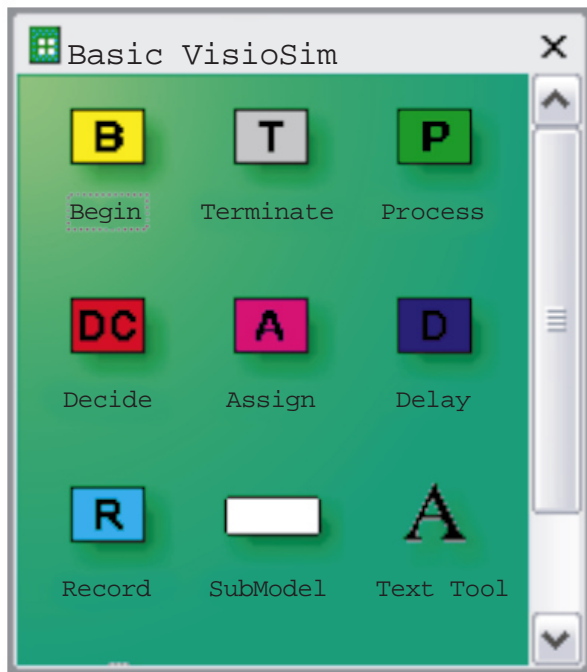 Basic VisioSim
B T P
Begin Terminate Process
DC A D
Decide Assign Delay
R A
Record SubModel Text Tool